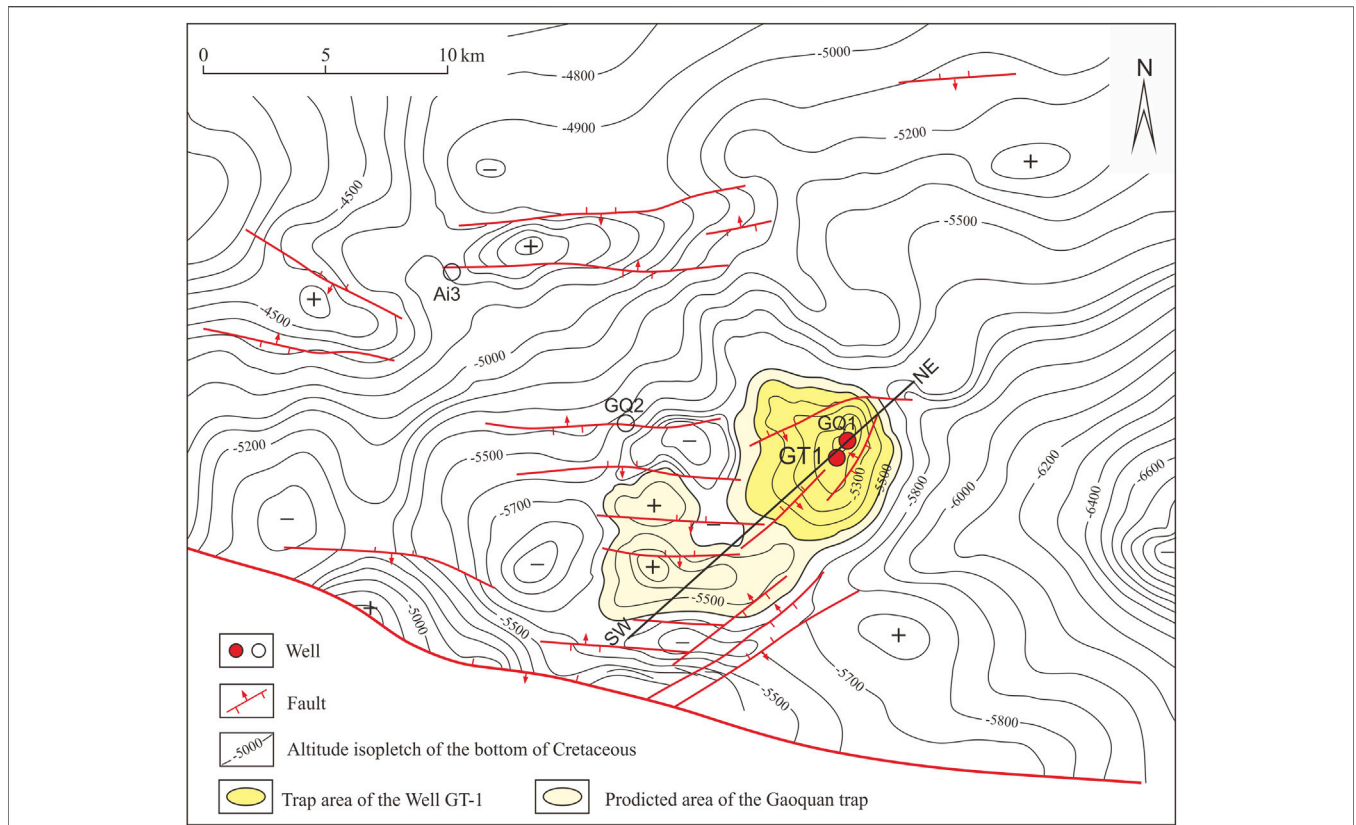 0 5 10 km
-4800
-5000
N
-4900
-5200
-4500
-5500
Ai3
-4500
-5000
NE
GQ2
GQ1
-5200
GT1
-5500
-5300
-5500
-5800
-6000
-6200
-6400
-6600
-5700
-5500
SW
-5000
-5500
-5700
-5500
-5800
Well
Fault
-5000
Altitude isopletch of the bottom of Cretaceous
Trap area of the Well GT-1
Prodicted area of the Gaoquan trap